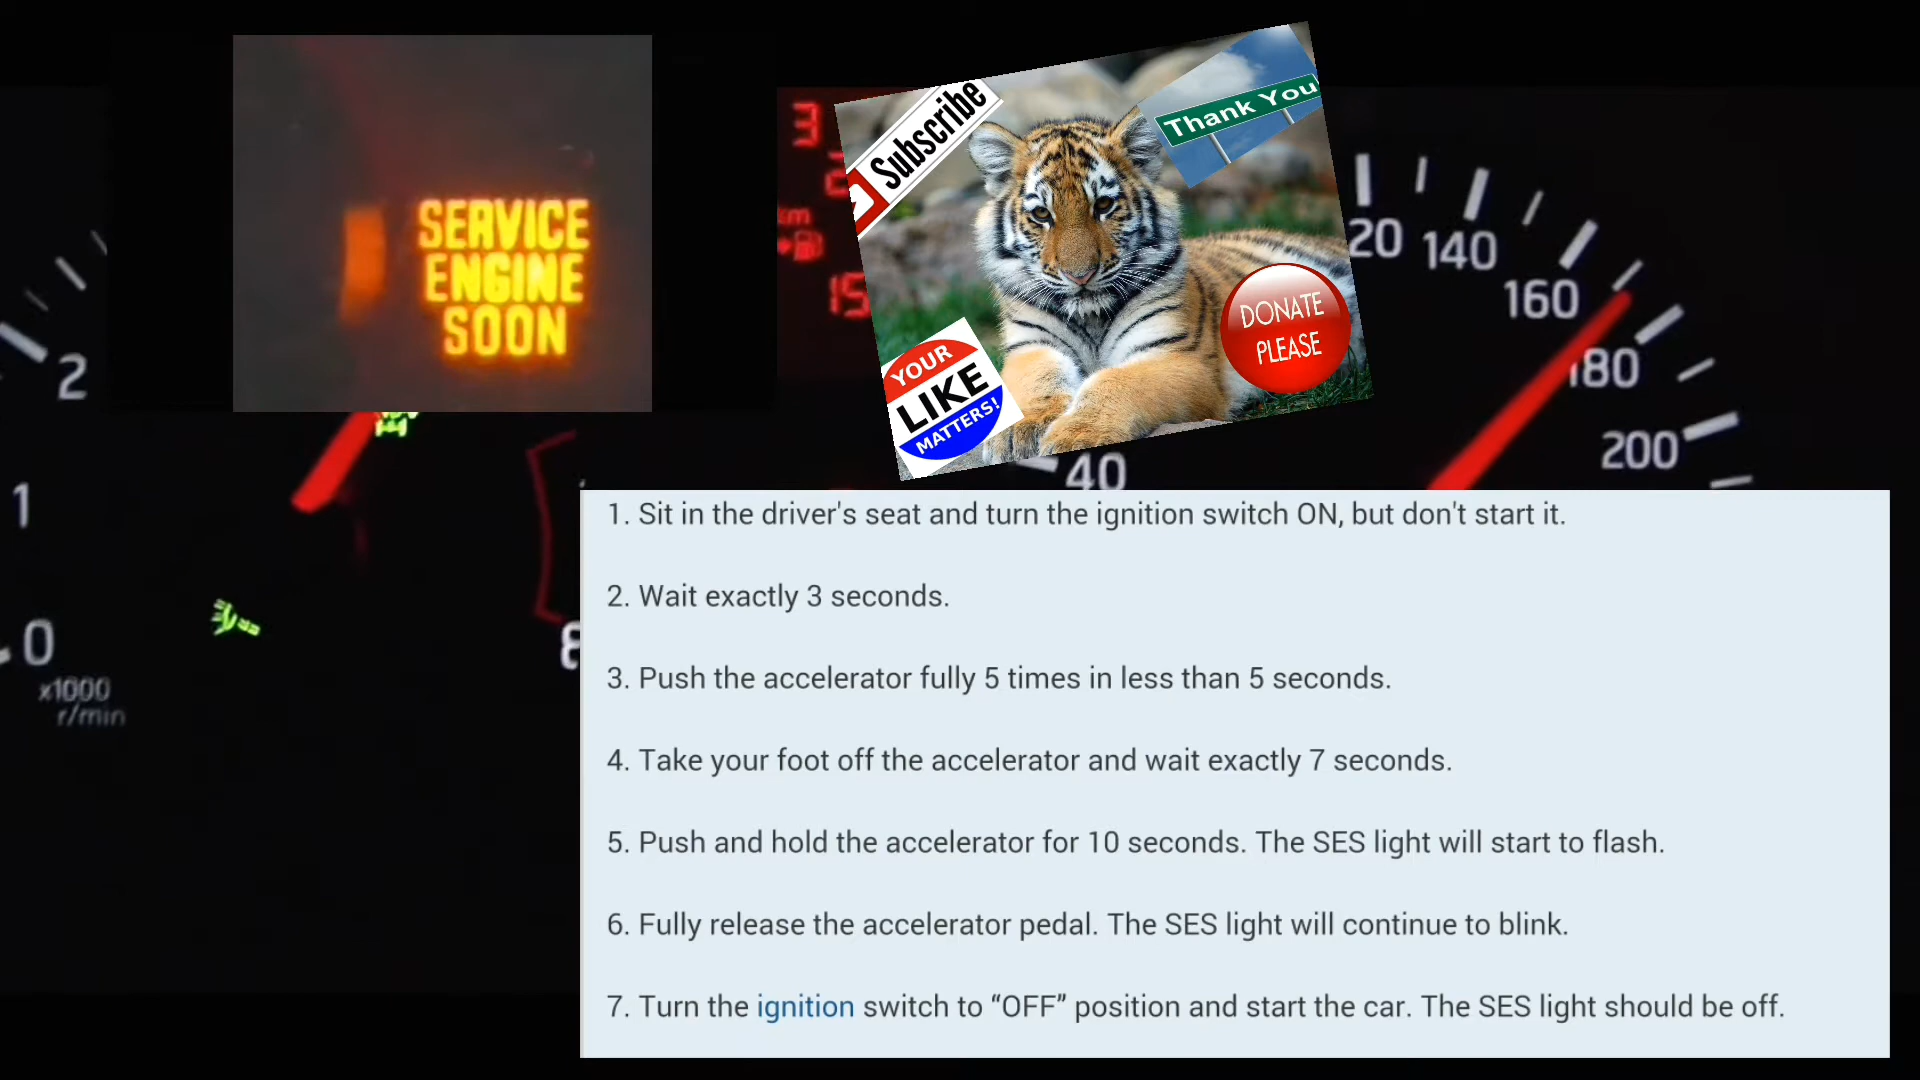 SERVICE
ENGINE
SOON
Subscribe
Thank You
DONATE
PLEASE
YOUR
LIKE
MATTERS!
3
km
15
2
1
0
x1000
r/min
8
40
20
140
160
180
200
1. Sit in the driver's seat and turn the ignition switch ON, but don't start it.
2. Wait exactly 3 seconds.
3. Push the accelerator fully 5 times in less than 5 seconds.
4. Take your foot off the accelerator and wait exactly 7 seconds.
5. Push and hold the accelerator for 10 seconds. The SES light will start to flash.
6. Fully release the accelerator pedal. The SES light will continue to blink.
7. Turn the ignition switch to “OFF” position and start the car. The SES light should be off.